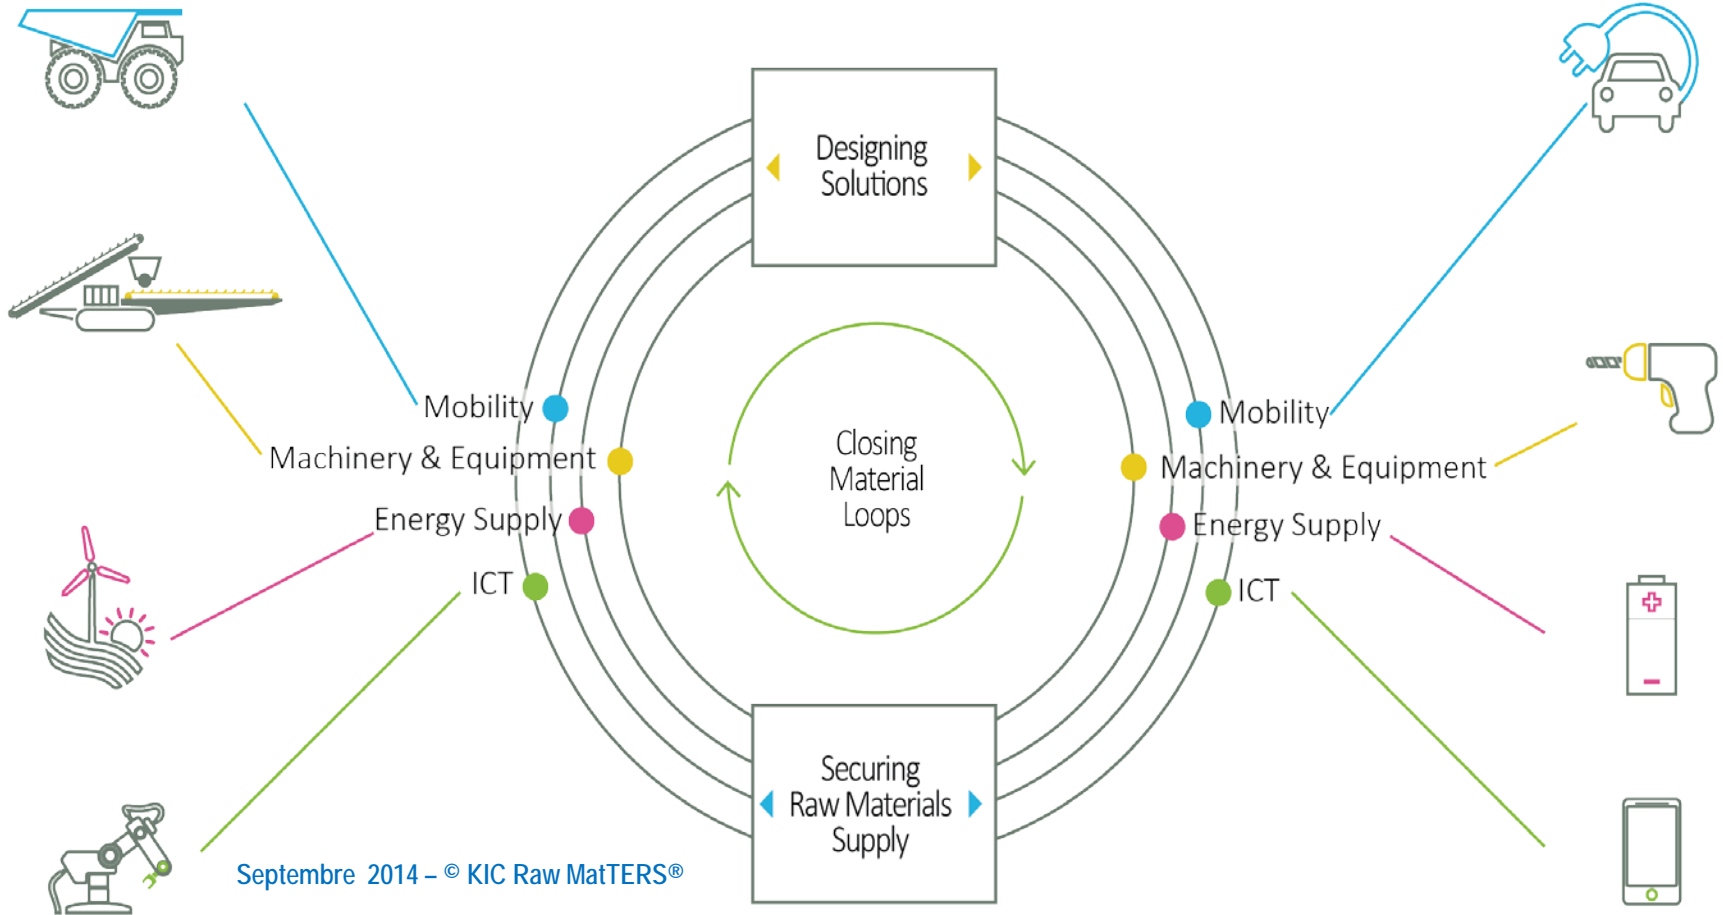 Designing
Solutions
Mobility
Machinery & Equipment
Energy Supply
ICT
Closing
Material
Loops
Mobility
Machinery & Equipment
Energy Supply
ICT
Securing
Raw Materials
Supply
Septembre 2014 – © KIC Raw MatTERS®